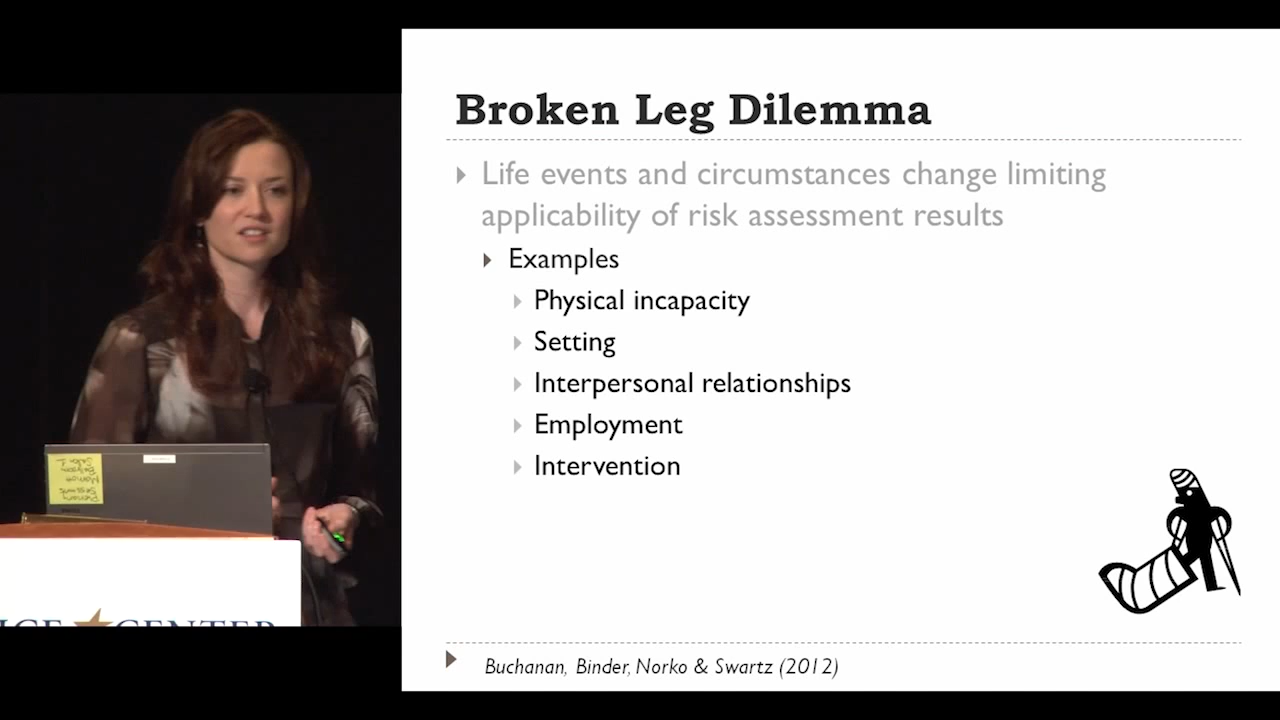 Broken Leg Dilemma
Life events and circumstances change limiting
applicability of risk assessment results
Examples
Physical incapacity
Setting
Interpersonal relationships
Employment
Intervention
Buchanan, Binder, Norko & Swartz (2012)
CENTER